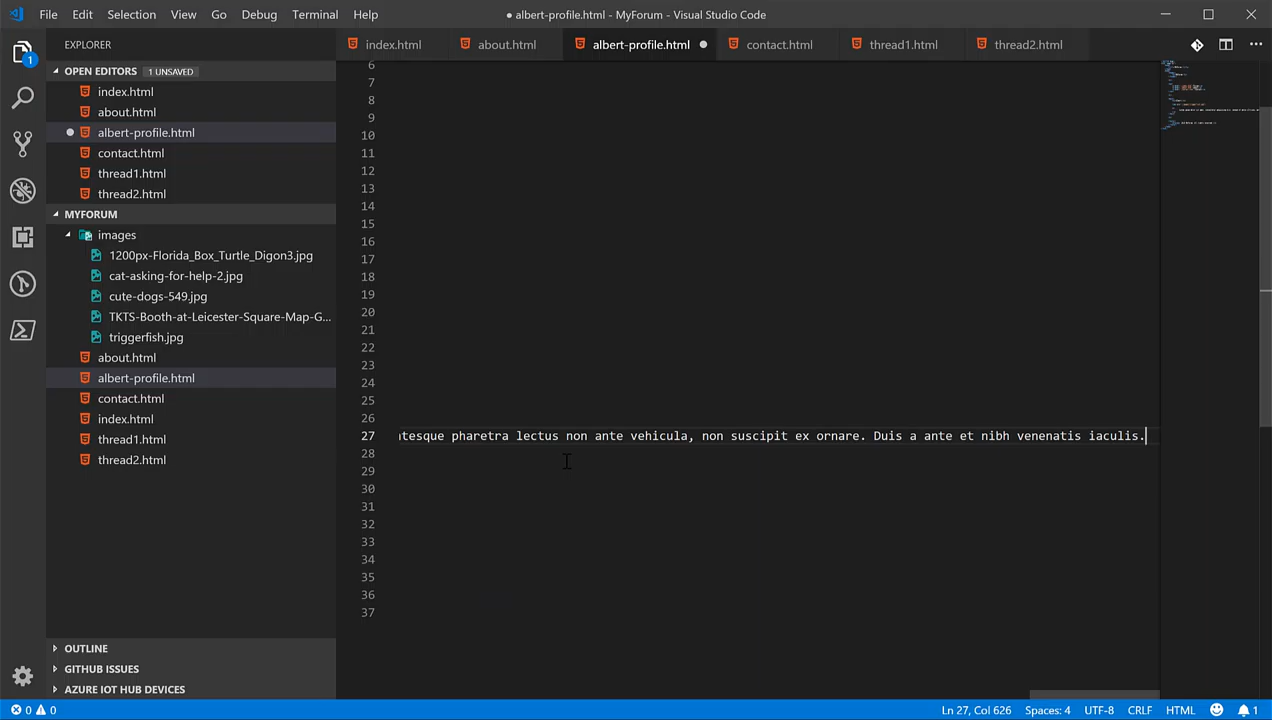 File Edit Selection View Go Debug Terminal Help
● albert-profile.html - MyForum - Visual Studio Code
EXPLORER
index.html about.html albert-profile.html contact.html thread1.html thread2.html
OPEN EDITORS 1 UNSAVED
index.html
about.html
albert-profile.html
contact.html
thread1.html
thread2.html
MYFORUM
images
1200px-Florida_Box_Turtle_Digon3.jpg
cat-asking-for-help-2.jpg
cute-dogs-549.jpg
TKTS-Booth-at-Leicester-Square-Map-G...
triggerfish.jpg
about.html
albert-profile.html
contact.html
index.html
thread1.html
thread2.html
OUTLINE
GITHUB ISSUES
AZURE IOT HUB DEVICES
1
6
7
8
9
10
11
12
13
14
15
16
17
18
19
20
21
22
23
24
25
26
27 ntesque pharetra lectus non ante vehicula, non suscipit ex ornare. Duis a ante et nibh venenatis iaculis.
28
29
30
31
32
33
34
35
36
37
0 0
Ln 27, Col 626 Spaces: 4 UTF-8 CRLF HTML 1